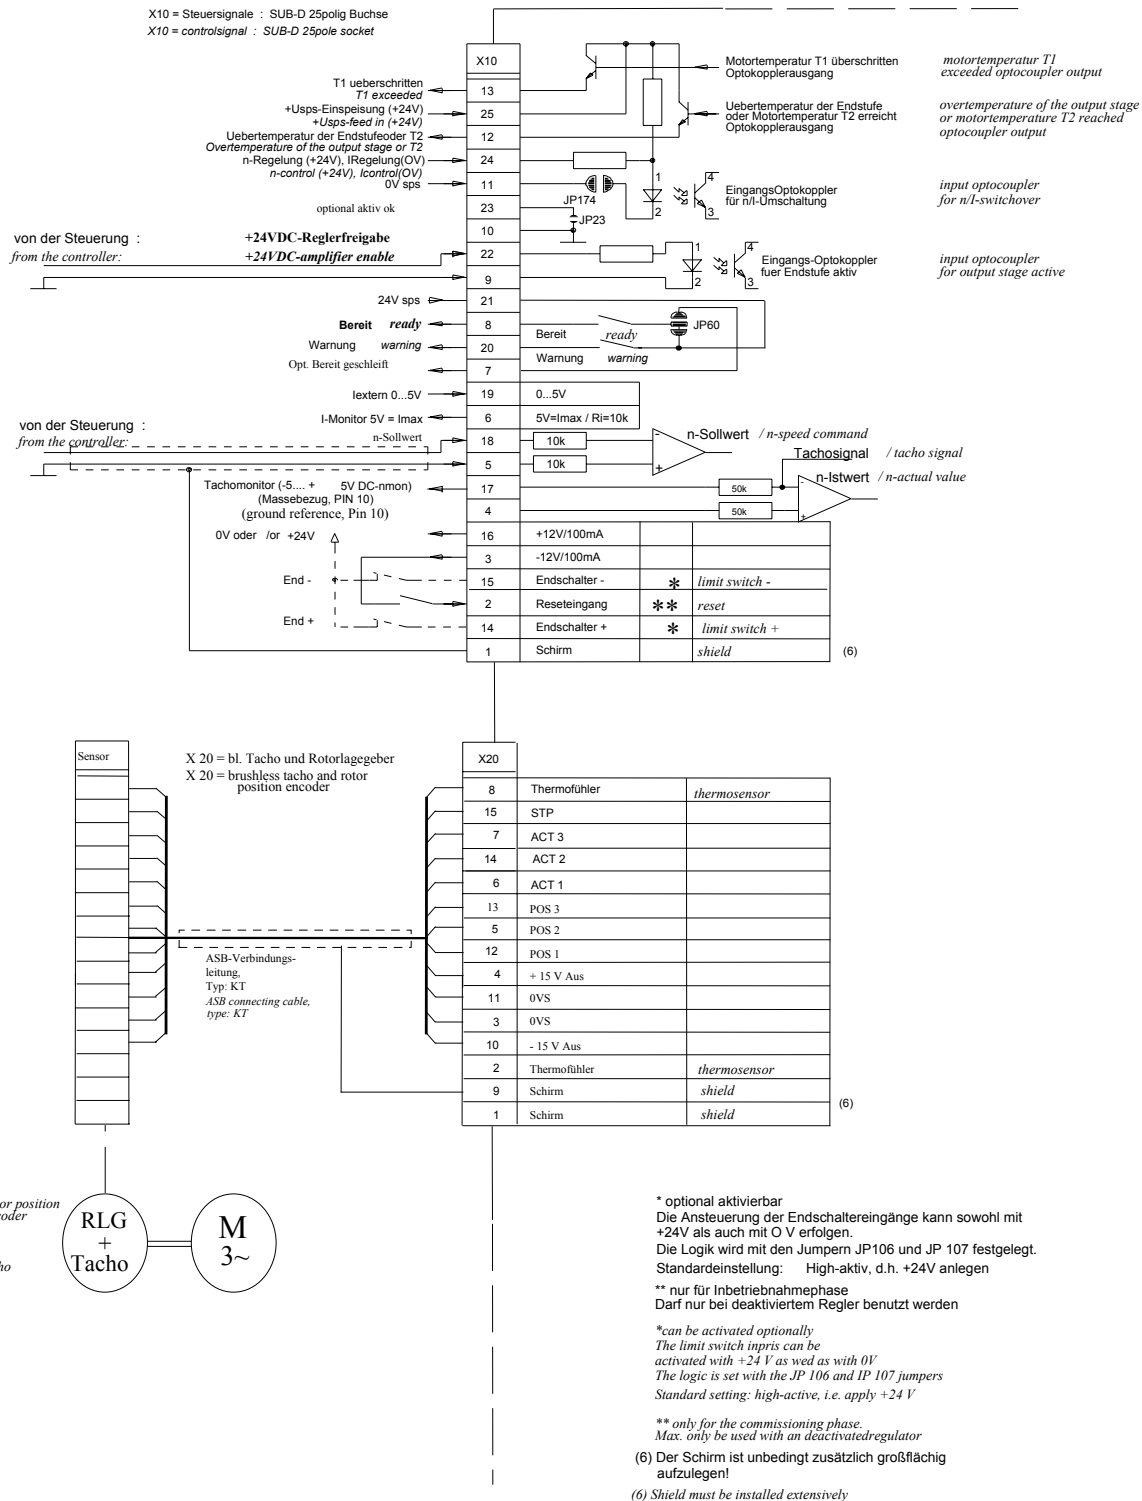 X10 = Steuersignale : SUB-D 25polig Buchse
X10 = controlsignal : SUB-D 25pole socket
X10
T1 ueberschritten
T1 exceeded
13
Motortemperatur T1 überschritten
Optokopplerausgang
motortemperatur T1
exceeded optocoupler output
+Usps-Einspeisung (+24V)
+Usps-feed in (+24V)
25
Uebertemperatur der Endstufe
oder Motortemperatur T2 erreicht
Optokopplerausgang
overtemperature of the output stage
or motortemperature T2 reached
optocoupler output
Uebertemperatur der Endstufeoder T2
Overtemperature of the output stage or T2
12
n-Regelung (+24V), IRegelung(OV)
n-control (+24V), Icontrol(OV)
24
0V sps
11
JP174
1
2
4
3
EingangsOptokoppler
für n/I-Umschaltung
input optocoupler
for n/I-switchover
optional aktiv ok
23
JP23
10
von der Steuerung :
from the controller:
+24VDC-Reglerfreigabe
+24VDC-amplifier enable
22
9
1
2
4
3
Eingangs-Optokoppler
fuer Endstufe aktiv
input optocoupler
for output stage active
24V sps
21
Bereit ready
8
Bereit ready
JP60
Warnung warning
20
Warnung warning
Opt. Bereit geschleift
7
Iextern 0...5V
19
0...5V
I-Monitor 5V = Imax
6
5V=Imax / Ri=10k
von der Steuerung :
from the controller:
n-Sollwert
18
10k
-
n-Sollwert / n-speed command
5
10k
+
Tachosignal / tacho signal
Tachomonitor (-5.... + 5V DC-nmon)
(Massebezug, PIN 10)
(ground reference, Pin 10)
17
50k
-
n-Istwert / n-actual value
4
50k
+
0V oder /or +24V
16
+12V/100mA
3
-12V/100mA
End -
15
Endschalter -
*
limit switch -
2
Reseteingang
**
reset
End +
14
Endschalter +
*
limit switch +
1
Schirm
shield
(6)
Sensor
X 20 = bl. Tacho und Rotorlagegeber
X 20 = brushless tacho and rotor
position encoder
X20
8
Thermofühler
thermosensor
15
STP
7
ACT 3
14
ACT 2
6
ACT 1
13
POS 3
5
POS 2
12
POS 1
4
+ 15 V Aus
11
0VS
3
0VS
10
- 15 V Aus
2
Thermofühler
thermosensor
9
Schirm
shield
1
Schirm
shield
(6)
ASB-Verbindungs-
leitung,
Typ: KT
ASB connecting cable,
type: KT
or position
oder
ho
RLG
+
Tacho
M
3~
* optional aktivierbar
Die Ansteuerung der Endschaltereingänge kann sowohl mit
+24V als auch mit O V erfolgen.
Die Logik wird mit den Jumpern JP106 und JP 107 festgelegt.
Standardeinstellung: High-aktiv, d.h. +24V anlegen
** nur für Inbetriebnahmephase
Darf nur bei deaktiviertem Regler benutzt werden
*can be activated optionally
The limit switch inpris can be
activated with +24 V as wed as with 0V
The logic is set with the JP 106 and IP 107 jumpers
Standard setting: high-active, i.e. apply +24 V
** only for the commissioning phase.
Max. only be used with an deactivatedregulator
(6) Der Schirm ist unbedingt zusätzlich großflächig
aufzulegen!
(6) Shield must be installed extensively